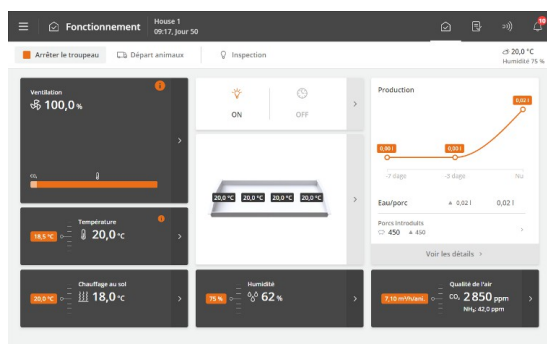 Fonctionnement
House 1
09:17, Jour 50
10
Arrêter le troupeau
Départ animaux
Inspection
20,0 °C
Humidité 75 %
Ventilation
100,0 %
CO₂
ON
OFF
20,0 °C 20,0 °C 20,0 °C 20,0 °C
Production
0,02 l
0,00 l
0,00 l
-7 dage
-3 dage
Nu
Eau/porc
0,02 l
0,02 l
Porcs introduits
450
450
Voir les détails
Température
18,5 °C
20,0 °C
Chauffage au sol
20,0 °C
18,0 °C
Humidité
75 %
62 %
Qualité de l'air
7,10 m³/h/ani.
CO₂ 2 850 ppm
NH₃: 42,0 ppm